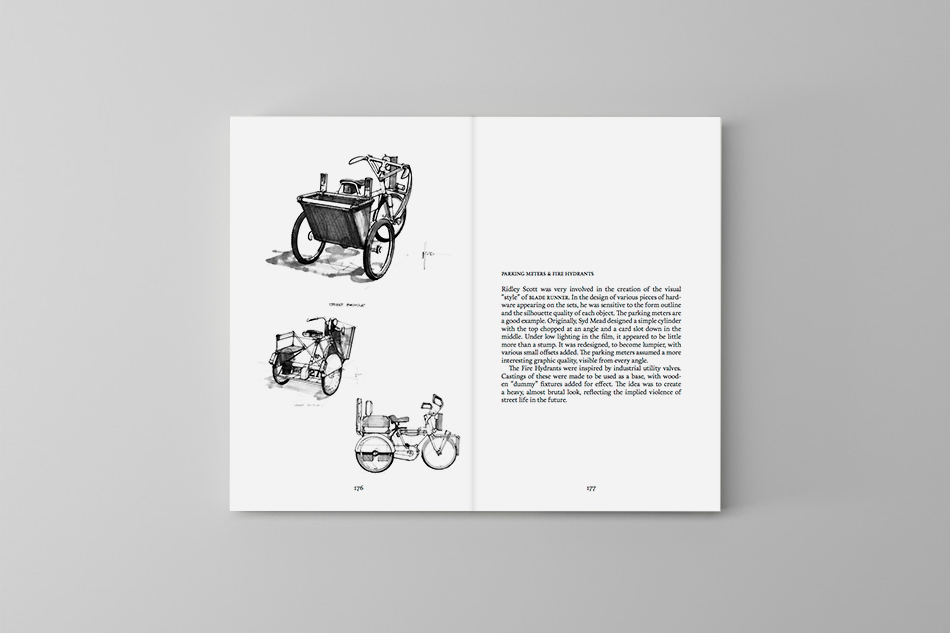 176
PARKING METERS & FIRE HYDRANTS
Ridley Scott was very involved in the creation of the visual
"style" of BLADE RUNNER. In the design of various pieces of hard-
ware appearing on the sets, he was sensitive to the form outline
and the silhouette quality of each object. The parking meters are
a good example. Originally, Syd Mead designed a simple cylinder
with the top chopped at an angle and a card slot down in the
middle. Under low lighting in the film, it appeared to be little
more than a stump. It was redesigned, to become lumpier, with
various small offsets added. The parking meters assumed a more
interesting graphic quality, visible from every angle.
The Fire Hydrants were inspired by industrial utility valves.
Castings of these were made to be used as a base, with wood-
en "dummy" fixtures added for effect. The idea was to create
a heavy, almost brutal look, reflecting the implied violence of
street life in the future.
177